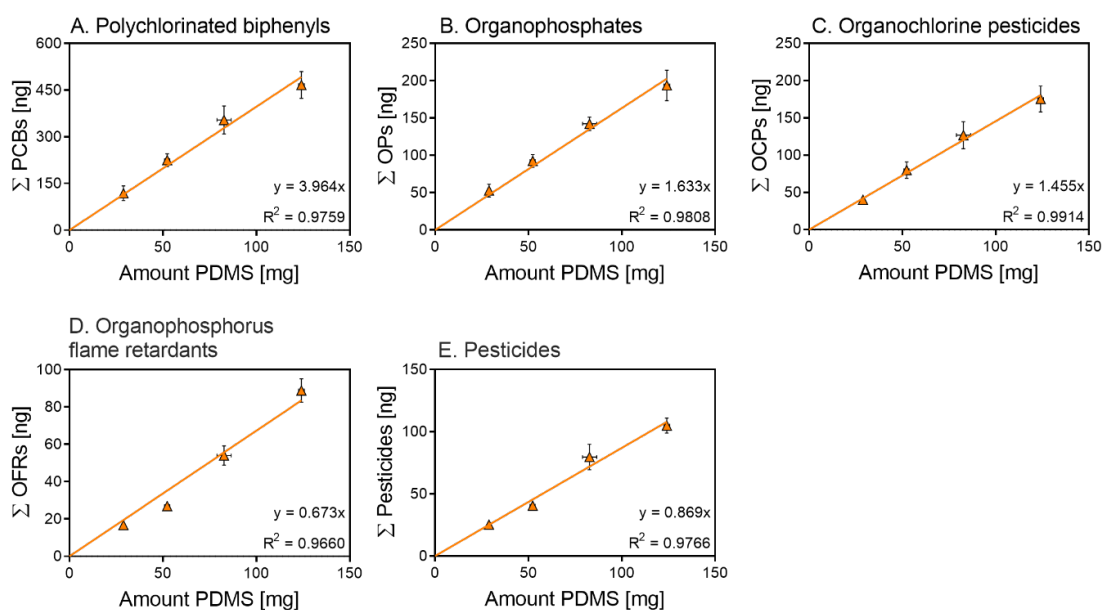 A. Polychlorinated biphenyls
600
450
300
150
0
∑ PCBs [ng]
y = 3.964x
R² = 0.9759
0 50 100 150
Amount PDMS [mg]
B. Organophosphates
250
200
150
100
50
0
∑ OPs [ng]
y = 1.633x
R² = 0.9808
0 50 100 150
Amount PDMS [mg]
C. Organochlorine pesticides
250
200
150
100
50
0
∑ OCPs [ng]
y = 1.455x
R² = 0.9914
0 50 100 150
Amount PDMS [mg]
D. Organophosphorus
flame retardants
100
80
60
40
20
0
∑ OFRs [ng]
y = 0.673x
R² = 0.9660
0 50 100 150
Amount PDMS [mg]
E. Pesticides
150
100
50
0
∑ Pesticides [ng]
y = 0.869x
R² = 0.9766
0 50 100 150
Amount PDMS [mg]